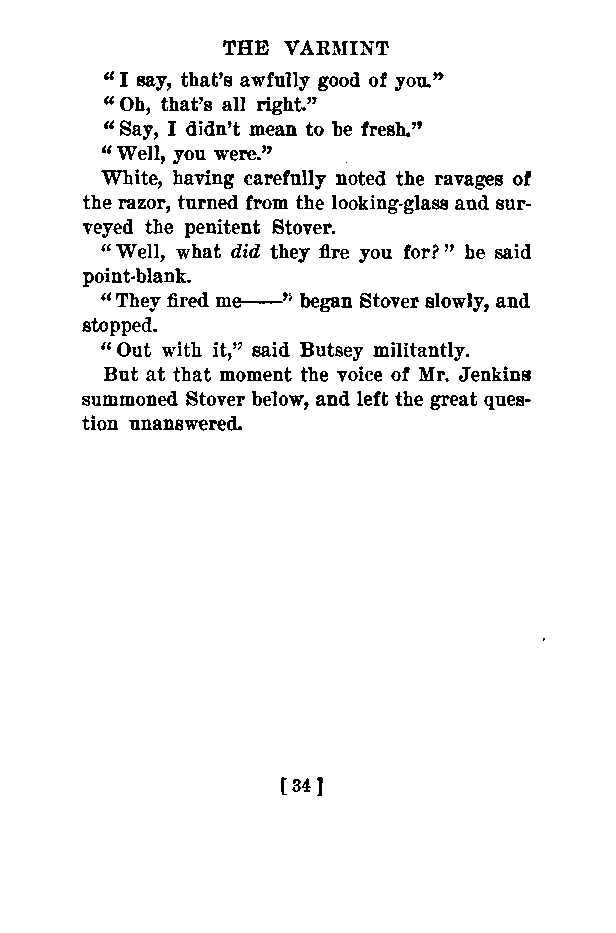 THE VARMINT
"I say, that's awfully good of you."
"Oh, that's all right."
"Say, I didn't mean to be fresh."
"Well, you were."
White, having carefully noted the ravages of
the razor, turned from the looking-glass and sur-
veyed the penitent Stover.
"Well, what did they fire you for?" he said
point-blank.
"They fired me——" began Stover slowly, and
stopped.
"Out with it," said Butsey militantly.
But at that moment the voice of Mr. Jenkins
summoned Stover below, and left the great ques-
tion unanswered.
[34]